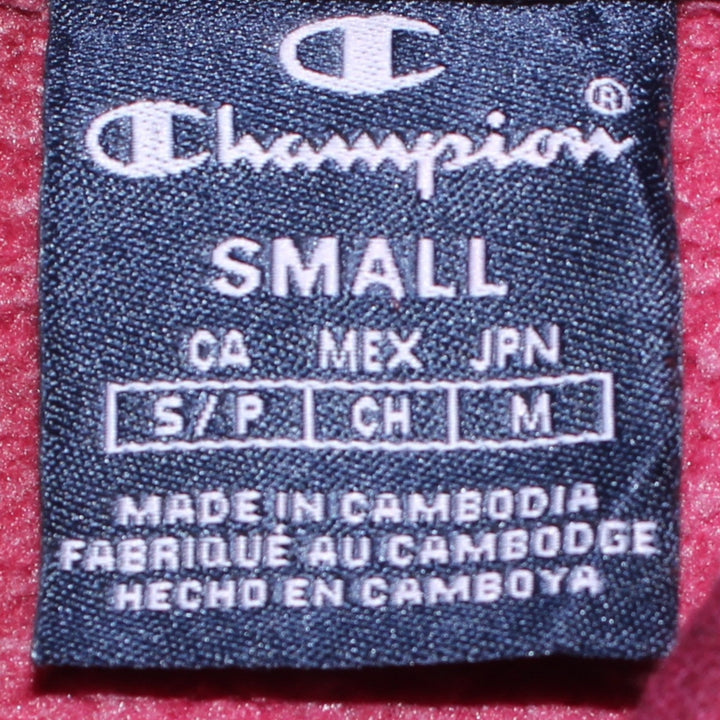 C
Champion®
SMALL
CA MEX JPN
S/P CH M
MADE IN CAMBODIA
FABRIQUÉ AU CAMBODGE
HECHO EN CAMBOYA